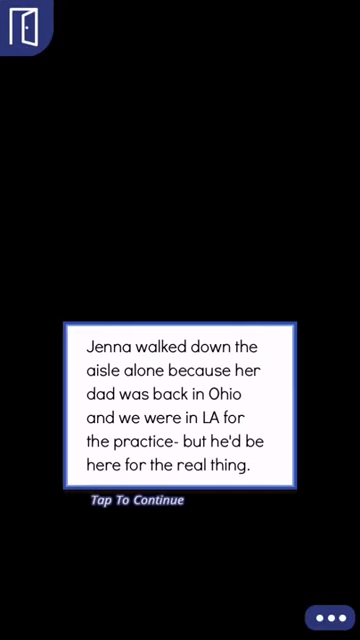 Jenna walked down the
aisle alone because her
dad was back in Ohio
and we were in LA for
the practice- but he'd be
here for the real thing.
Tap To Continue